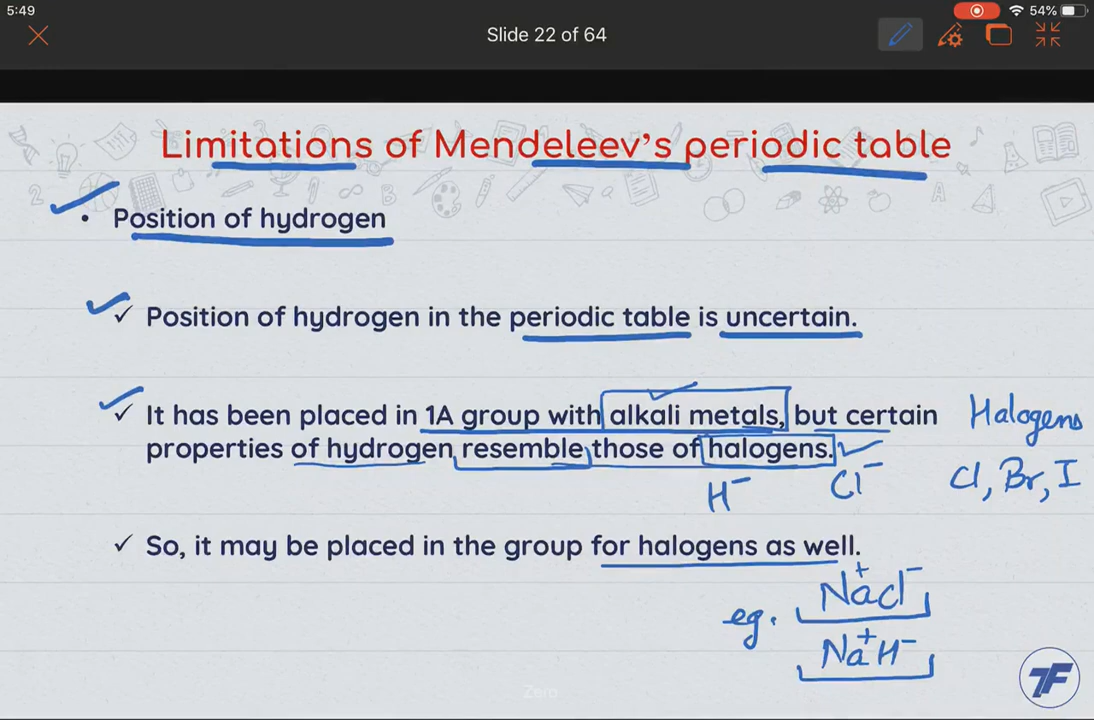 5:49
54%
Slide 22 of 64
Limitations of Mendeleev's periodic table
• Position of hydrogen
✓ Position of hydrogen in the periodic table is uncertain.
✓ It has been placed in 1A group with alkali metals, but certain
properties of hydrogen resemble those of halogens.
Halogens
Cl, Br, I
H⁻ Cl⁻
✓ So, it may be placed in the group for halogens as well.
eg. Na⁺Cl⁻
Na⁺H⁻
Zero